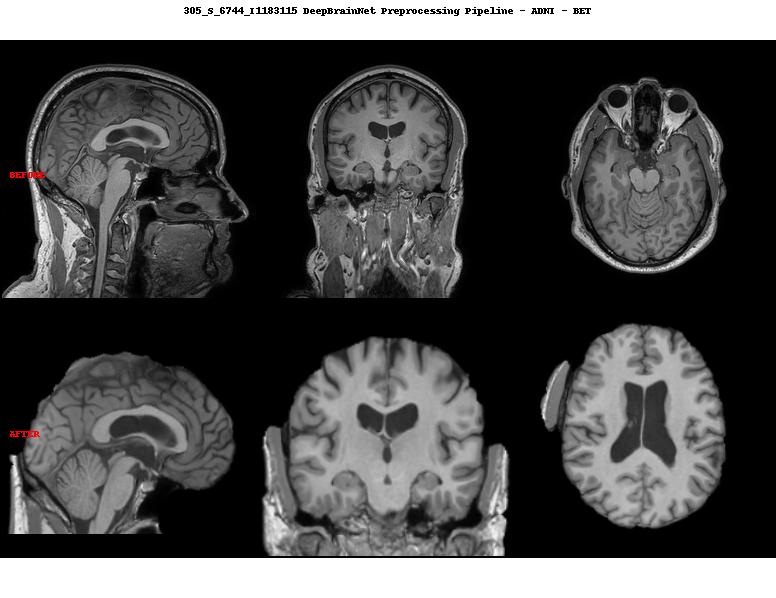 305_S_6744_I1183115 DeepBrainNet Preprocessing Pipeline - ADNI - BET
BEFORE
AFTER